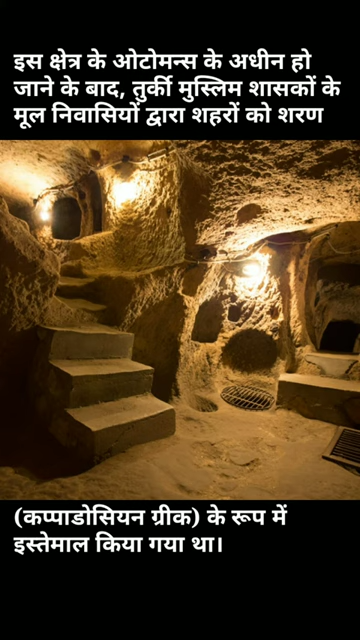 इस क्षेत्र के ओटोमन्स के अधीन हो
जाने के बाद, तुर्की मुस्लिम शासकों के
मूल निवासियों द्वारा शहरों को शरण
(कप्पाडोसियन ग्रीक) के रूप में
इस्तेमाल किया गया था।